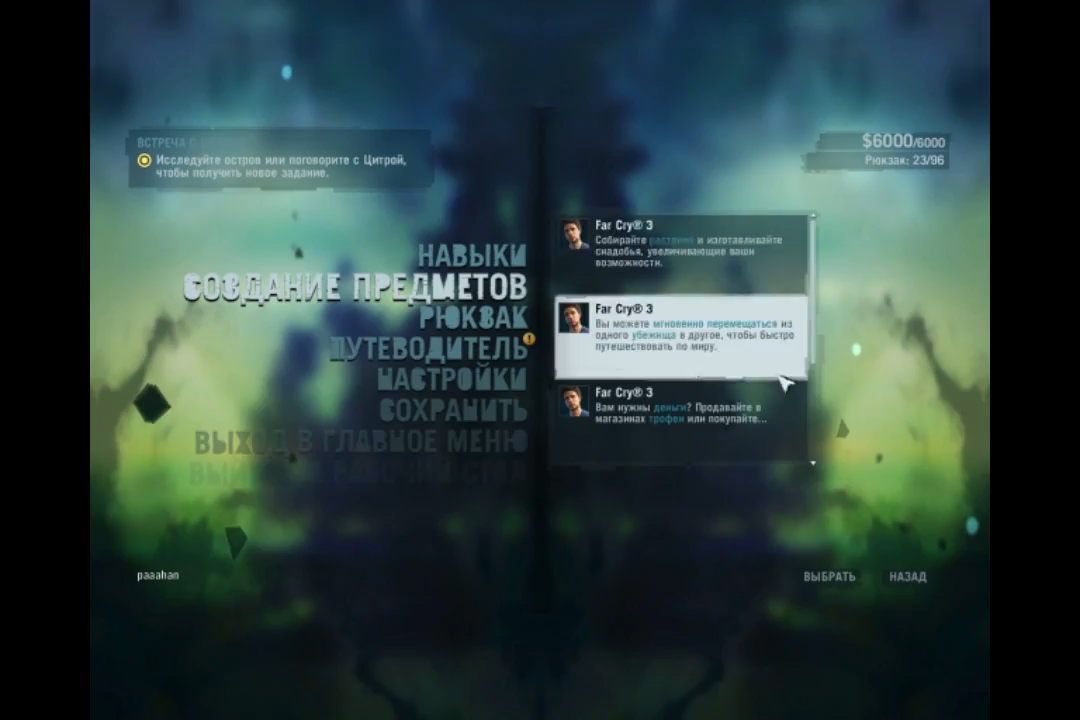 ВСТРЕЧА С
Исследуйте остров или поговорите с Цитрой,
чтобы получить новое задание.
$6000/6000
Рюкзак: 23/96
НАВЫКИ
СОЗДАНИЕ ПРЕДМЕТОВ
РЮКЗАК
ПУТЕВОДИТЕЛЬ
НАСТРОЙКИ
СОХРАНИТЬ
ВЫХОД В ГЛАВНОЕ МЕНЮ
Far Cry® 3
Собирайте растения и изготавливайте
снадобья, увеличивающие ваши
возможности.
Far Cry® 3
Вы можете мгновенно перемещаться из
одного убежища в другое, чтобы быстро
путешествовать по миру.
Far Cry® 3
Вам нужны деньги? Продавайте в
магазинах трофеи или покупайте...
paaahan
ВЫБРАТЬ
НАЗАД